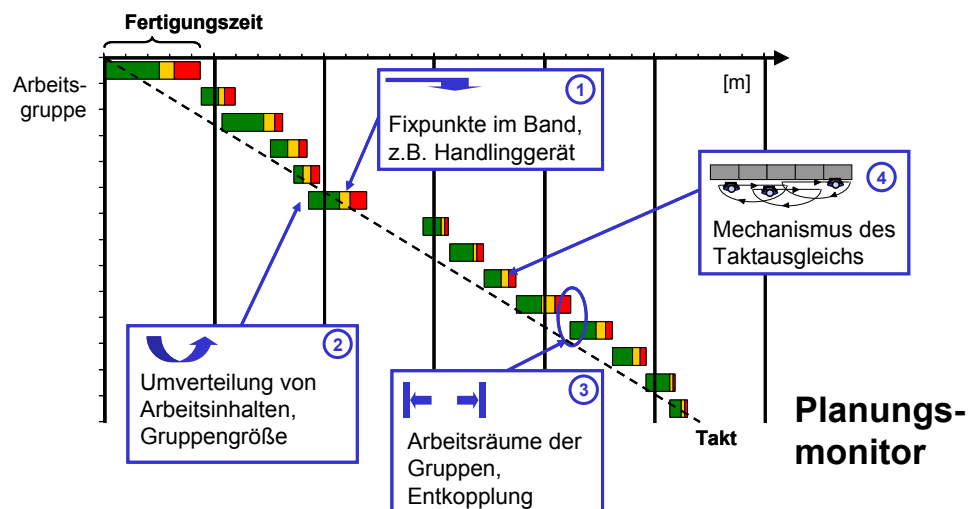 Fertigungszeit
[m]
Arbeits-
gruppe
1
Fixpunkte im Band,
z.B. Handlinggerät
4
Mechanismus des
Taktausgleichs
2
Umverteilung von
Arbeitsinhalten,
Gruppengröße
3
Arbeitsräume der
Gruppen,
Entkopplung
Takt
Planungs-
monitor